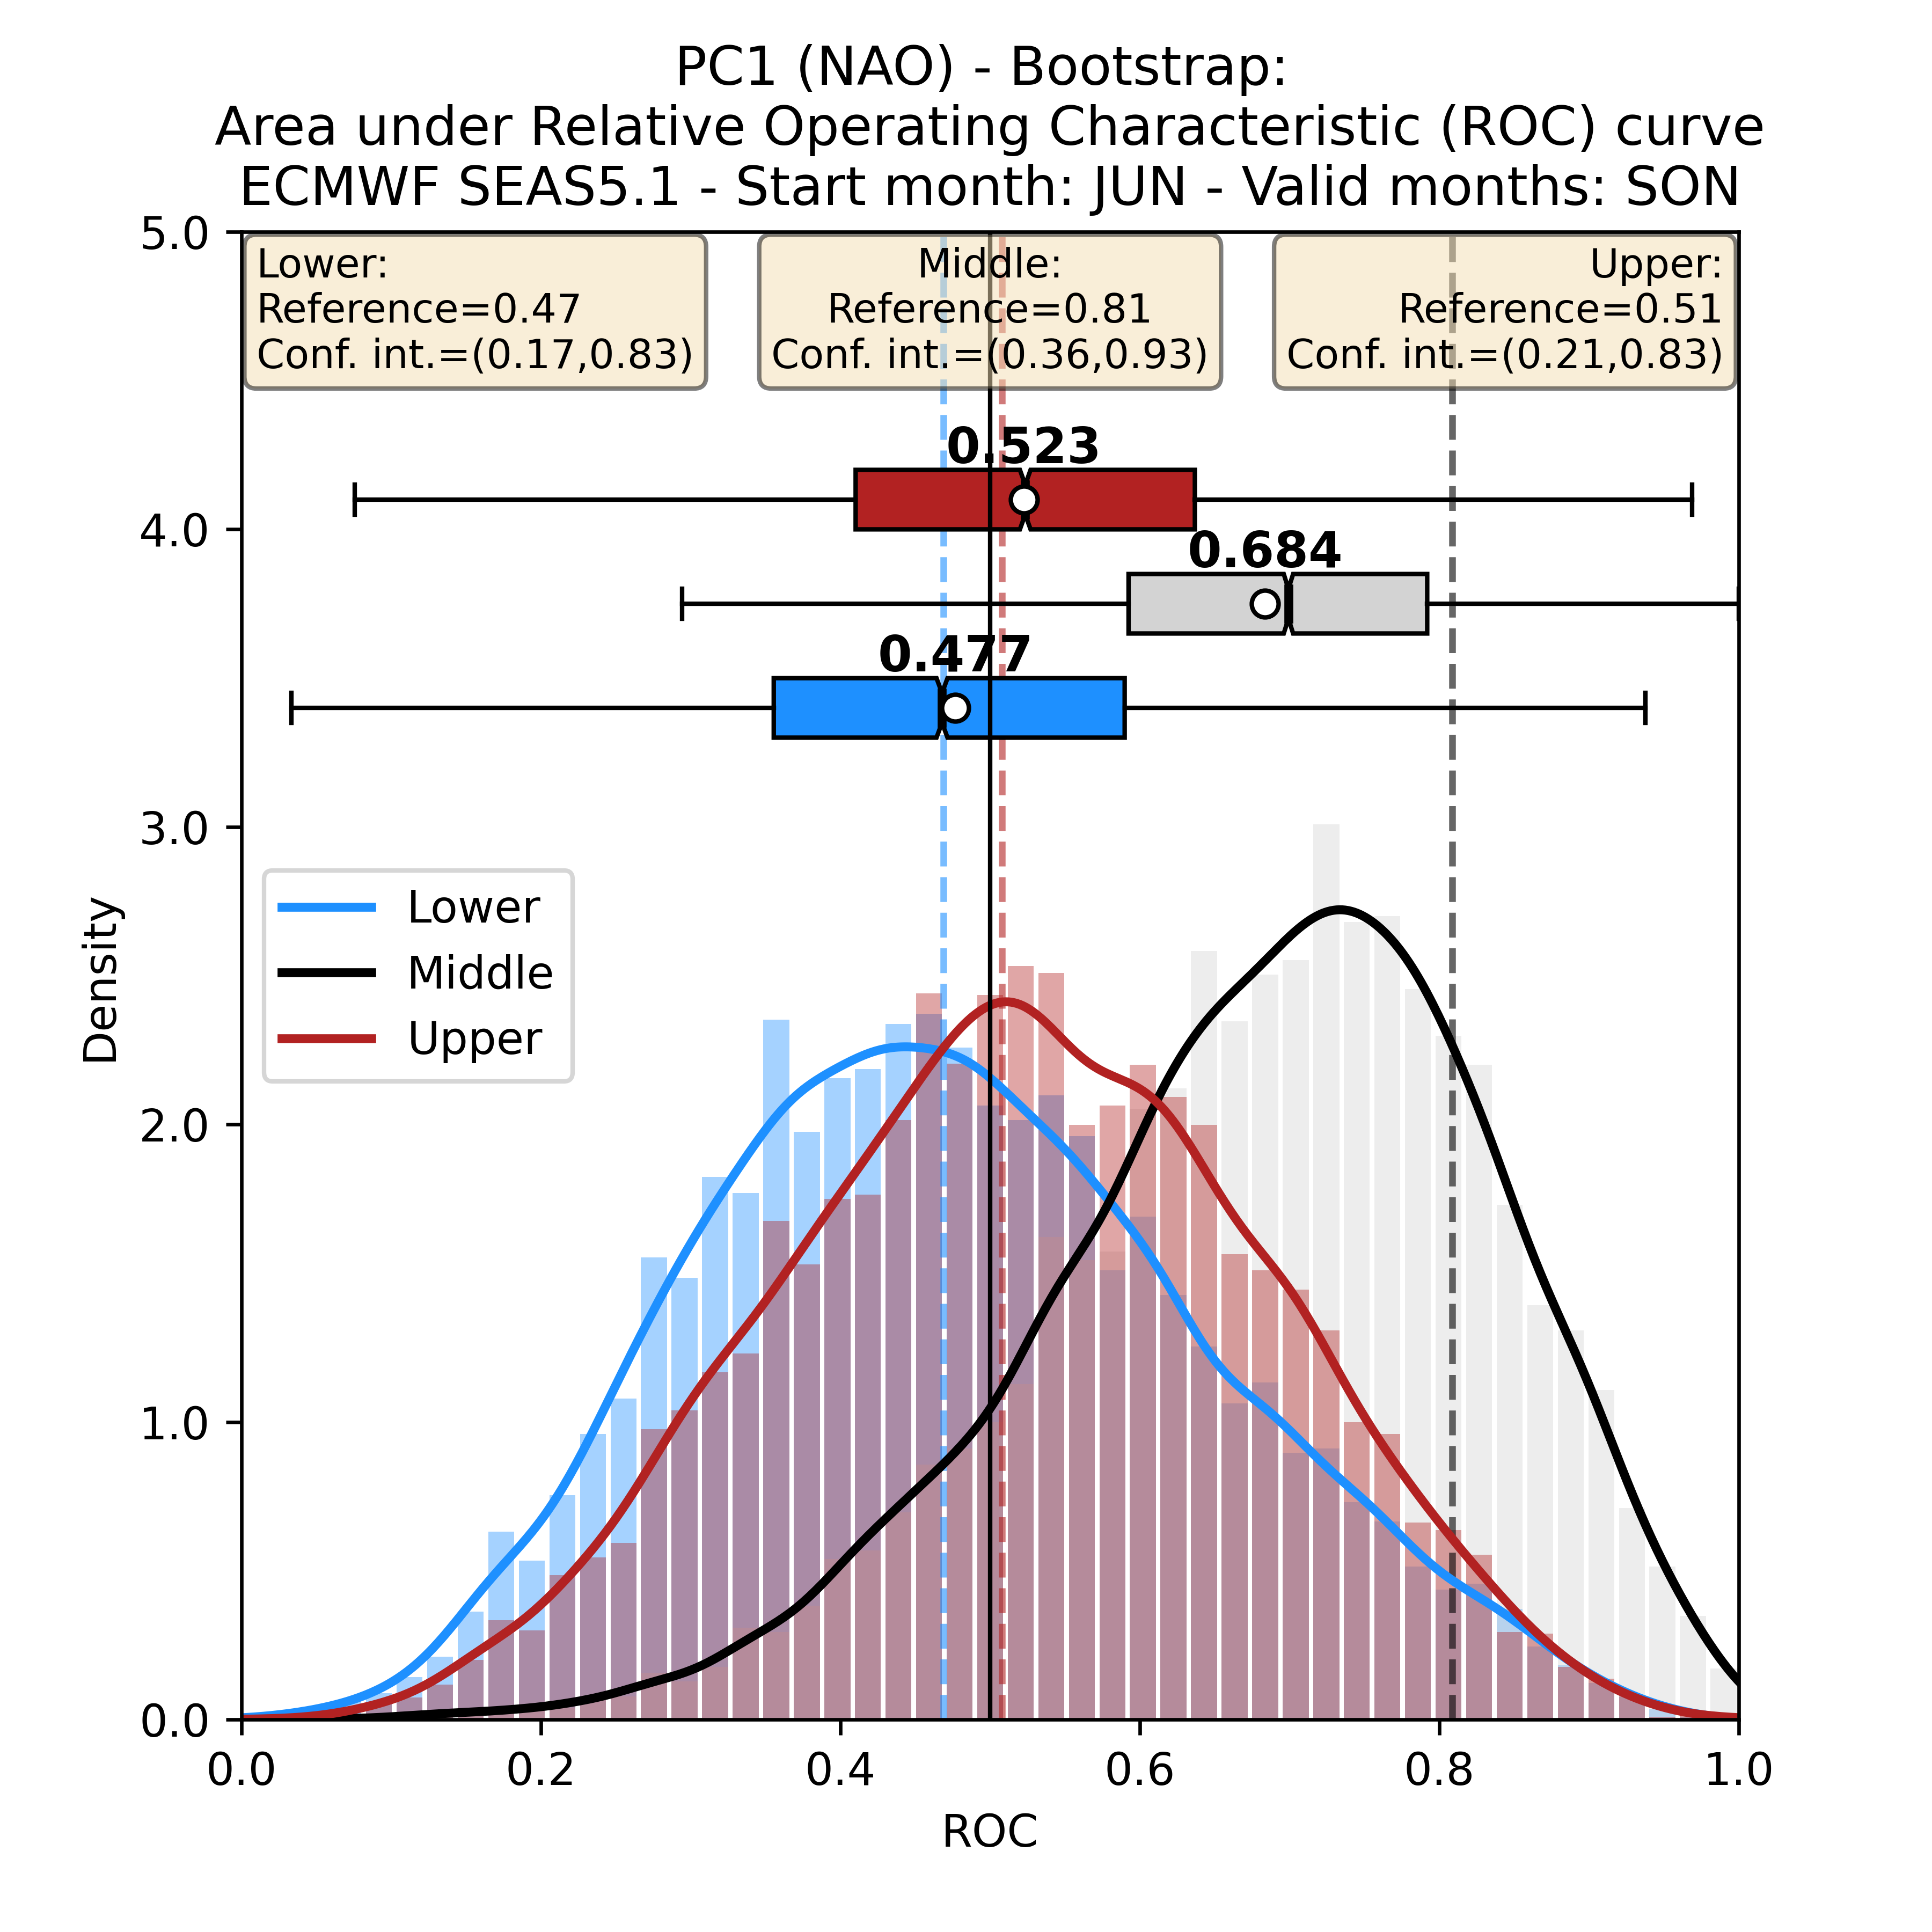 PC1 (NAO) - Bootstrap:
Area under Relative Operating Characteristic (ROC) curve
ECMWF SEAS5.1 - Start month: JUN - Valid months: SON
5.0
Lower:
Reference=0.47
Conf. int.=(0.17,0.83)
Middle:
Reference=0.81
Conf. int.=(0.36,0.93)
Upper:
Reference=0.51
Conf. int.=(0.21,0.83)
0.523
4.0
0.684
0.477
3.0
Lower
Middle
Upper
Density
2.0
1.0
0.0
0.0 0.2 0.4 0.6 0.8 1.0
ROC